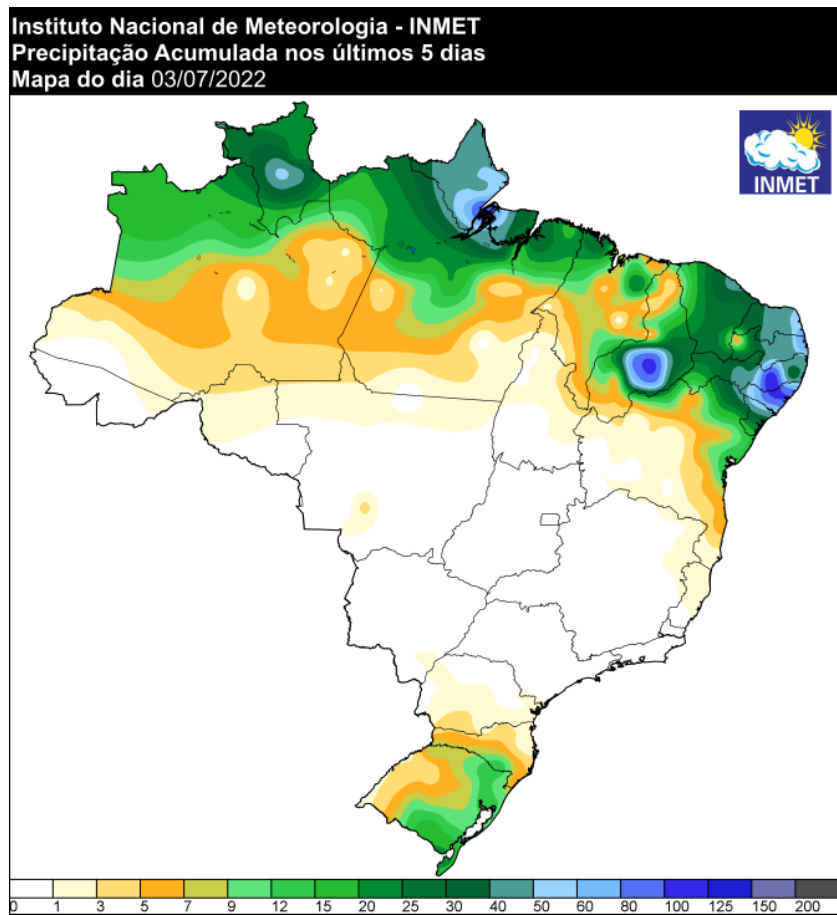 Instituto Nacional de Meteorologia - INMET
Precipitação Acumulada nos últimos 5 dias
Mapa do dia 03/07/2022
INMET
0 1 3 5 7 9 12 15 20 25 30 40 50 60 80 100 125 150 200